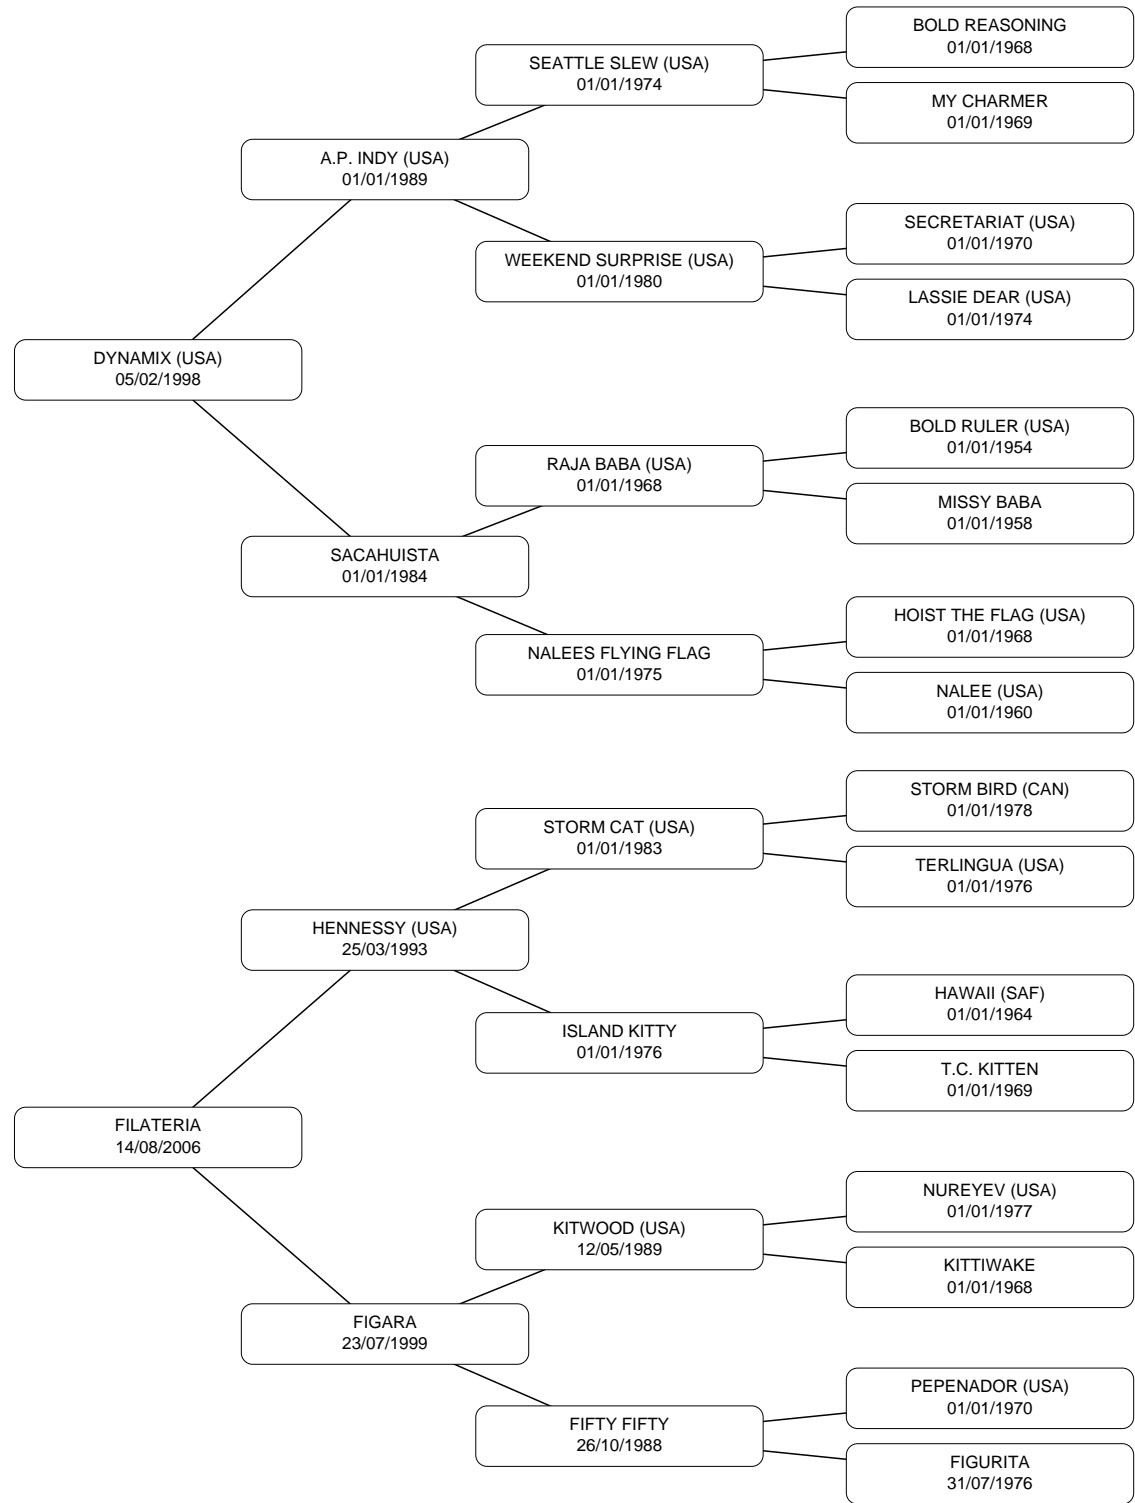 BOLD REASONING
01/01/1968
SEATTLE SLEW (USA)
01/01/1974
MY CHARMER
01/01/1969
A.P. INDY (USA)
01/01/1989
SECRETARIAT (USA)
01/01/1970
WEEKEND SURPRISE (USA)
01/01/1980
LASSIE DEAR (USA)
01/01/1974
DYNAMIX (USA)
05/02/1998
BOLD RULER (USA)
01/01/1954
RAJA BABA (USA)
01/01/1968
MISSY BABA
01/01/1958
SACAHUISTA
01/01/1984
HOIST THE FLAG (USA)
01/01/1968
NALEES FLYING FLAG
01/01/1975
NALEE (USA)
01/01/1960
STORM BIRD (CAN)
01/01/1978
STORM CAT (USA)
01/01/1983
TERLINGUA (USA)
01/01/1976
HENNESSY (USA)
25/03/1993
HAWAII (SAF)
01/01/1964
ISLAND KITTY
01/01/1976
T.C. KITTEN
01/01/1969
FILATERIA
14/08/2006
NUREYEV (USA)
01/01/1977
KITWOOD (USA)
12/05/1989
KITTIWAKE
01/01/1968
FIGARA
23/07/1999
PEPENADOR (USA)
01/01/1970
FIFTY FIFTY
26/10/1988
FIGURITA
31/07/1976